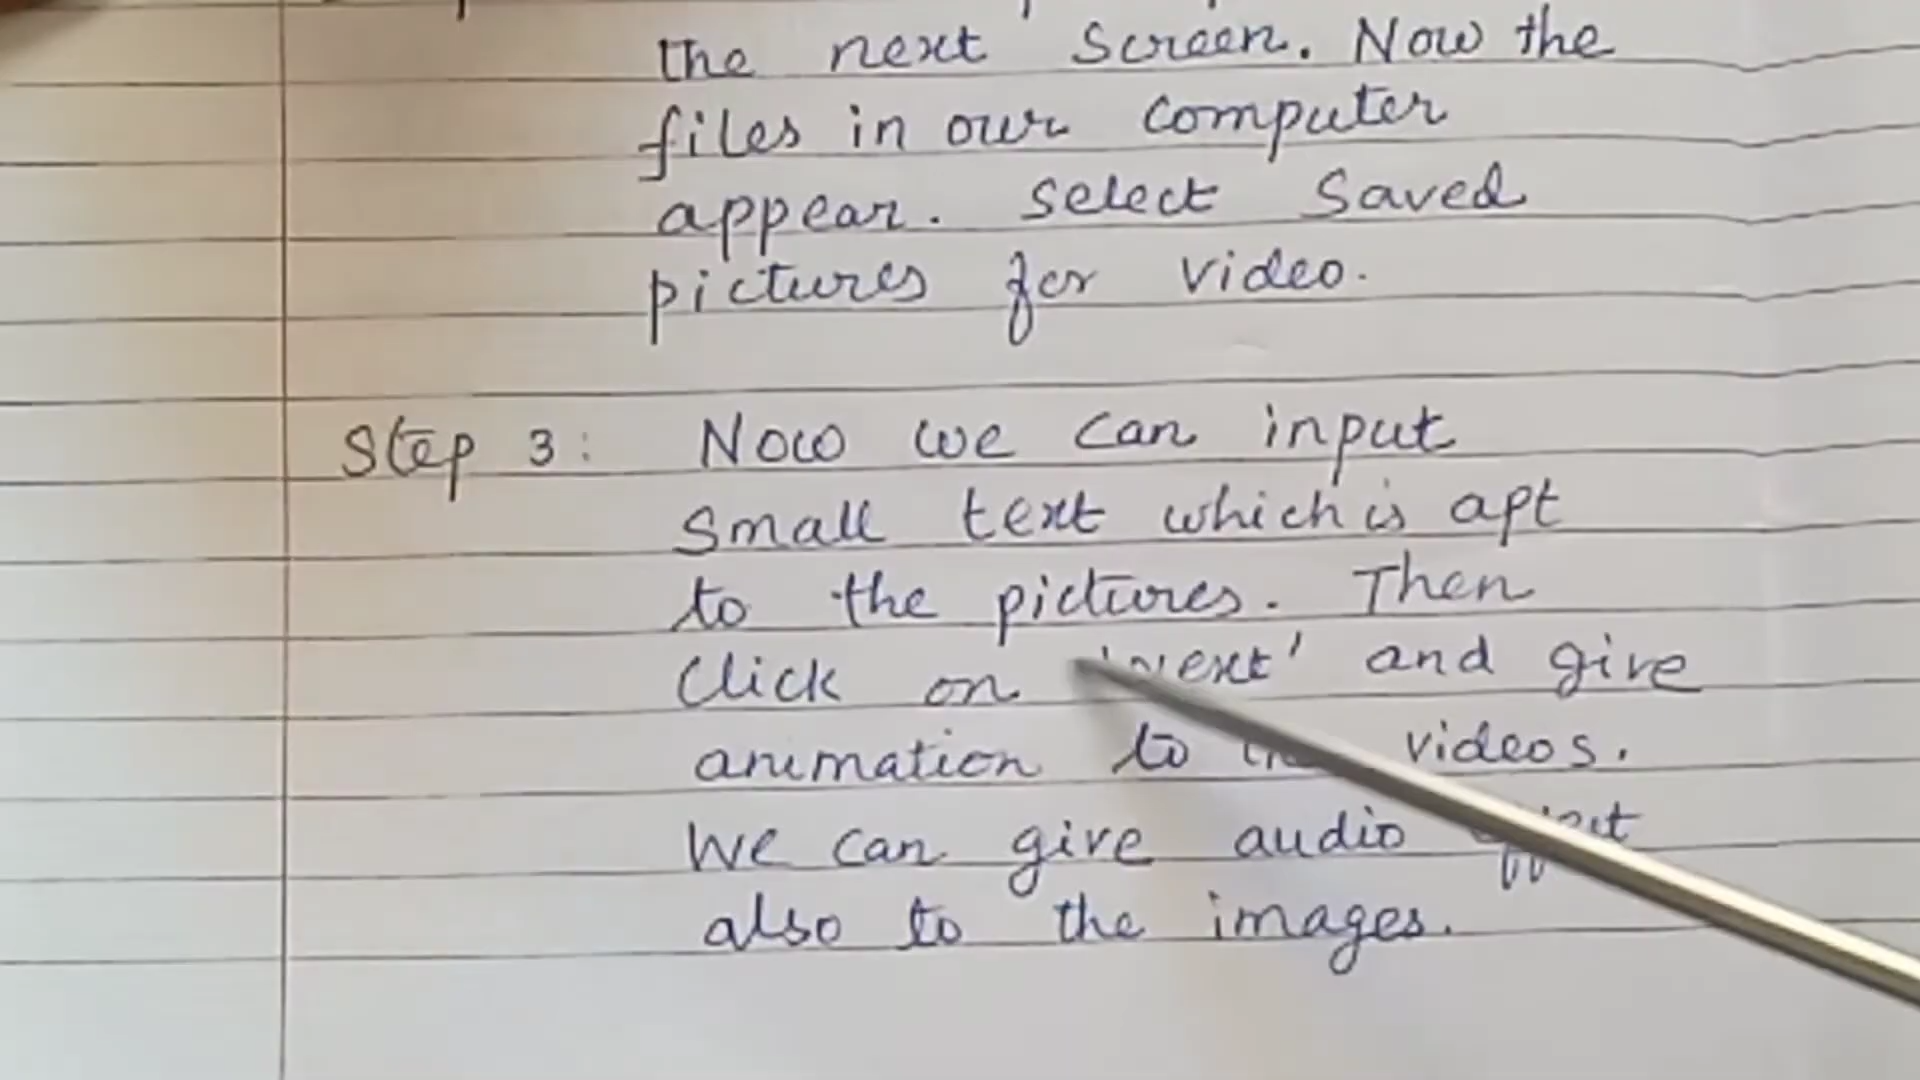 the next screen. Now the
files in our computer
appear. Select Saved
pictures for video.
Step 3: Now we can input
Small text which is apt
to the pictures. Then
Click on 'Next' and give
animation to the videos.
We can give audio effect
also to the images.